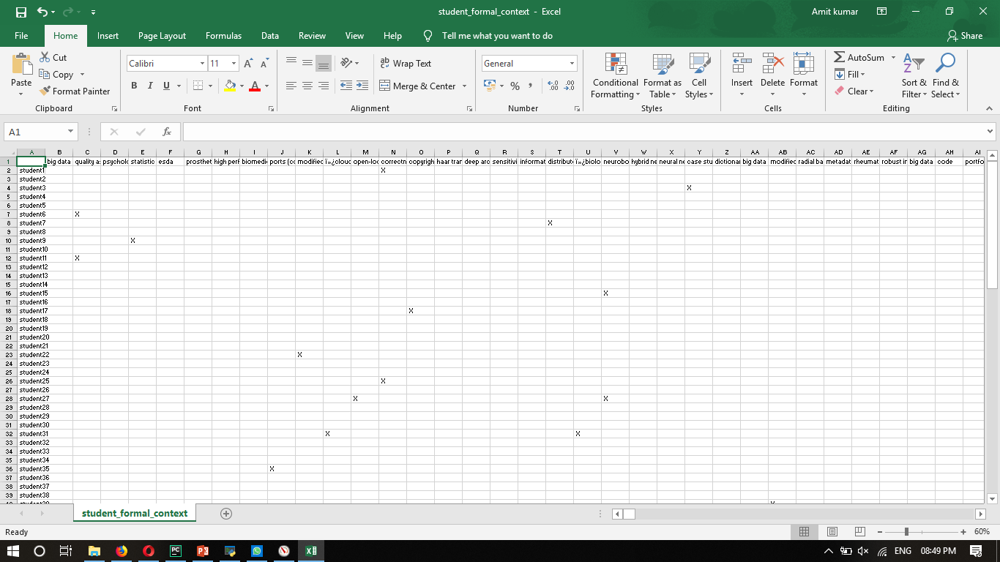 student_formal_context - Excel
Amit kumar
File Home Insert Page Layout Formulas Data Review View Help Tell me what you want to do Share
Paste Cut Copy Format Painter Clipboard
Calibri 11 B I U Font
Wrap Text Merge & Center Alignment
General % Number
Conditional Formatting Format as Table Cell Styles Styles
Insert Delete Format Cells
AutoSum Fill Clear Sort & Filter Find & Select Editing
A1 fx
A B C D E F G H I J K L M N O P Q R S T U V W X Y Z AA AB AC AD AE AF AG AH AI
1 big data quality a psycholo statistic esda prosthet high perf biomedi ports (co modified ï»¿cloud open-loo correctn copyrigh haar tran deep arc sensitivi informat distribut ï»¿biolo neurobo hybrid ne neural ne case stu dictionar big data modified radial ba metadat rheumat robust ir big data code portfo
2 student1 X
3 student2
4 student3 X
5 student4
6 student5
7 student6 X
8 student7 X
9 student8
10 student9 X
11 student10
12 student11 X
13 student12
14 student13
15 student14
16 student15 X
17 student16
18 student17 X
19 student18
20 student19
21 student20
22 student21
23 student22 X
24 student23
25 student24
26 student25 X
27 student26
28 student27 X X
29 student28
30 student29
31 student30
32 student31 X X
33 student32
34 student33
35 student34
36 student35 X
37 student36
38 student37
39 student38
student_formal_context
Ready 60%
ENG 08:49 PM